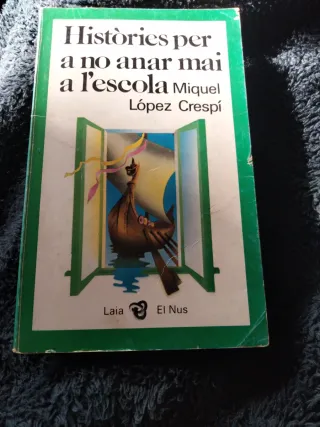 Històries per
a no anar mai
a l'escola Miquel
López Crespí
Laia El Nus